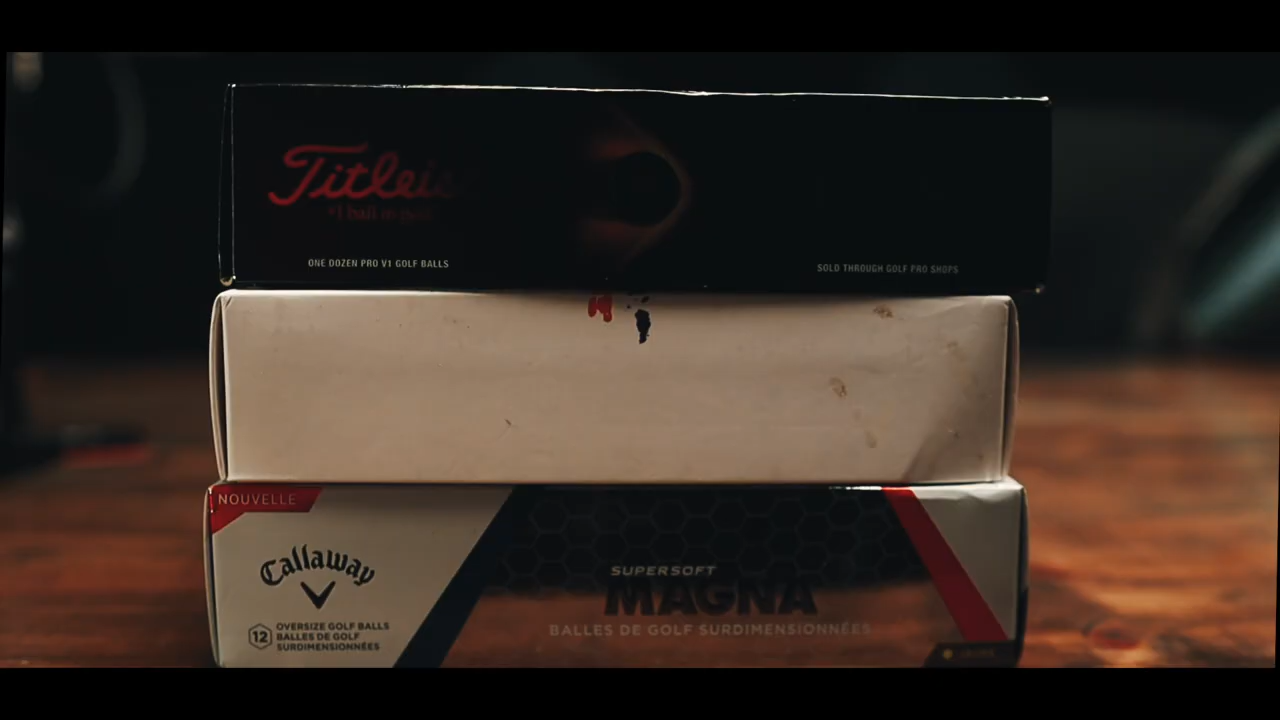 ONE DOZEN PRO V1 GOLF BALLS
SOLD THROUGH GOLF PRO SHOPS
NOUVELLE
Callaway
12
OVERSIZE GOLF BALLS
BALLES DE GOLF
SURDIMENSIONNÉES
SUPERSOFT
MAGNA
BALLES DE GOLF SURDIMENSIONNÉES